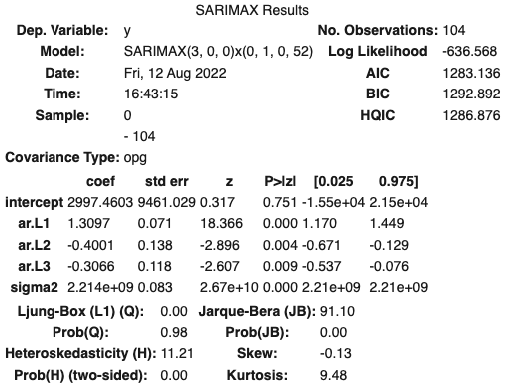 SARIMAX Results
Dep. Variable: y No. Observations: 104
Model: SARIMAX(3, 0, 0)x(0, 1, 0, 52) Log Likelihood -636.568
Date: Fri, 12 Aug 2022 AIC 1283.136
Time: 16:43:15 BIC 1292.892
Sample: 0 HQIC 1286.876
- 104
Covariance Type: opg
coef std err z P>|z| [0.025 0.975]
intercept 2997.4603 9461.029 0.317 0.751 -1.55e+04 2.15e+04
ar.L1 1.3097 0.071 18.366 0.000 1.170 1.449
ar.L2 -0.4001 0.138 -2.896 0.004 -0.671 -0.129
ar.L3 -0.3066 0.118 -2.607 0.009 -0.537 -0.076
sigma2 2.214e+09 0.083 2.67e+10 0.000 2.21e+09 2.21e+09
Ljung-Box (L1) (Q): 0.00 Jarque-Bera (JB): 91.10
Prob(Q): 0.98 Prob(JB): 0.00
Heteroskedasticity (H): 11.21 Skew: -0.13
Prob(H) (two-sided): 0.00 Kurtosis: 9.48